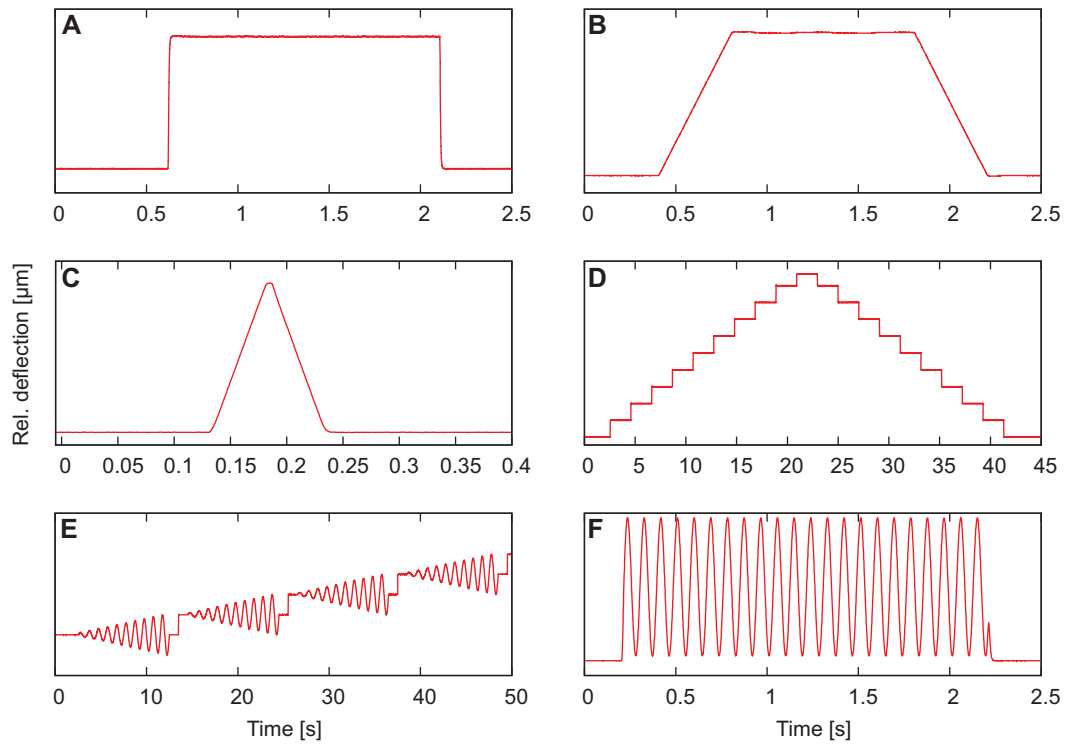 A
0 0.5 1 1.5 2 2.5
B
0 0.5 1 1.5 2 2.5
Rel. deflection [µm]
C
0 0.05 0.1 0.15 0.2 0.25 0.3 0.35 0.4
D
0 5 10 15 20 25 30 35 40 45
E
0 10 20 30 40 50
Time [s]
F
0 0.5 1 1.5 2 2.5
Time [s]